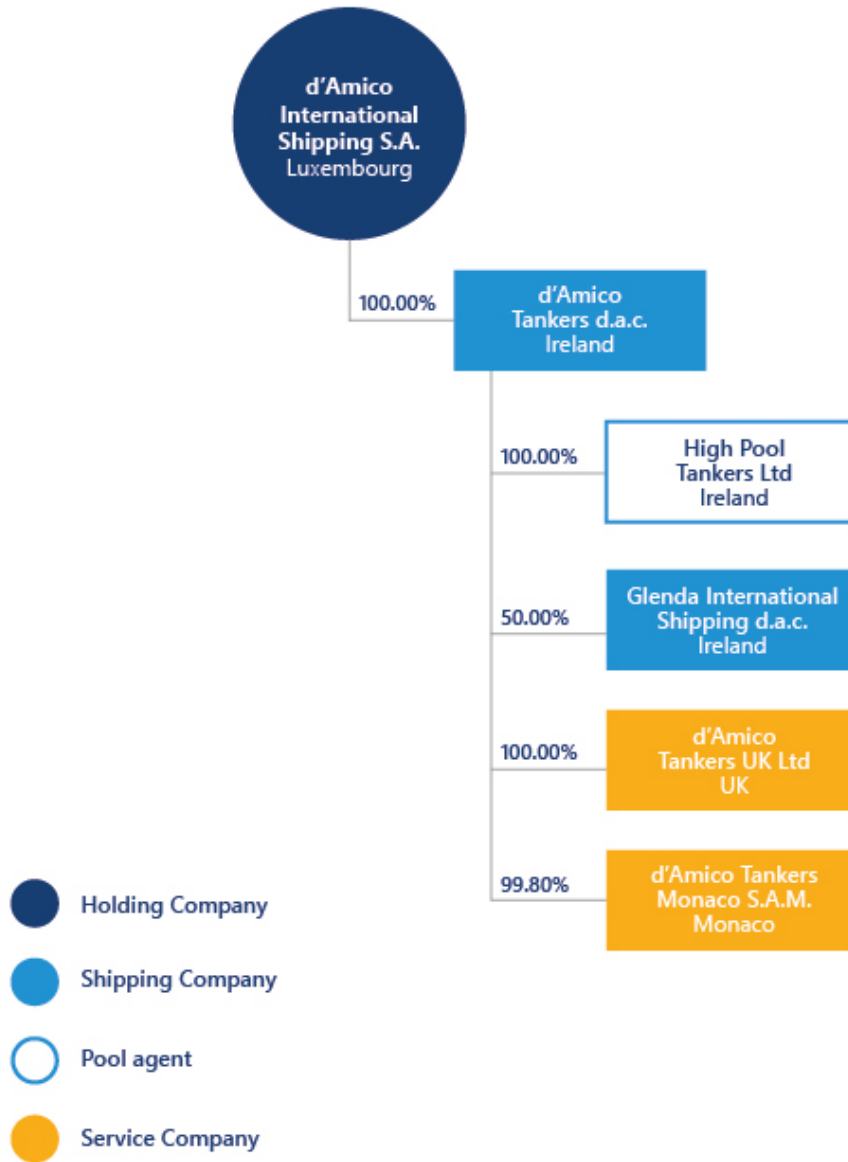 d'Amico
International
Shipping S.A.
Luxembourg
100.00%
d'Amico
Tankers d.a.c.
Ireland
100.00%
High Pool
Tankers Ltd
Ireland
50.00%
Glenda International
Shipping d.a.c.
Ireland
100.00%
d'Amico
Tankers UK Ltd
UK
99.80%
d'Amico Tankers
Monaco S.A.M.
Monaco
Holding Company
Shipping Company
Pool agent
Service Company